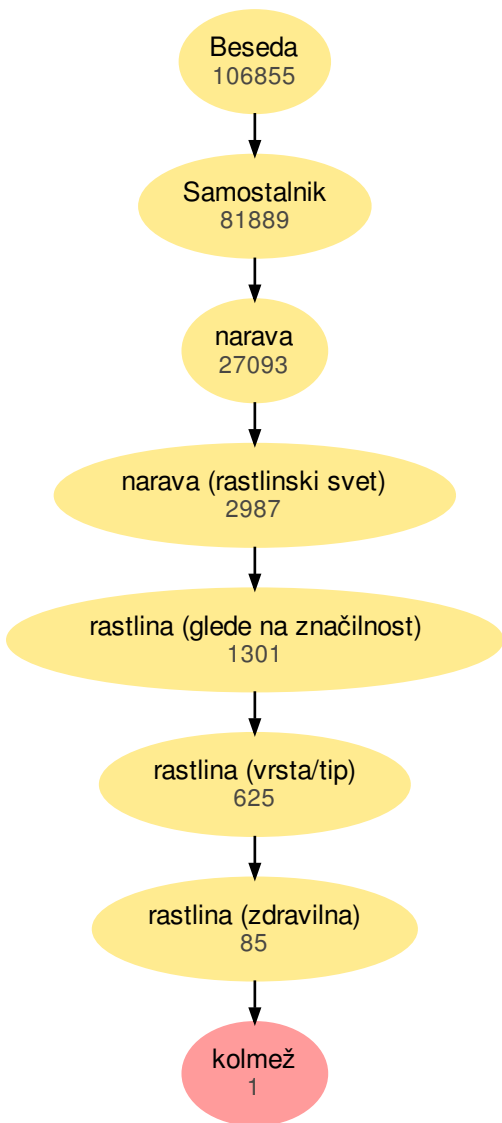 Beseda
106855
Samostalnik
81889
narava
27093
narava (rastlinski svet)
2987
rastlina (glede na značilnost)
1301
rastlina (vrsta/tip)
625
rastlina (zdravilna)
85
kolmež
1